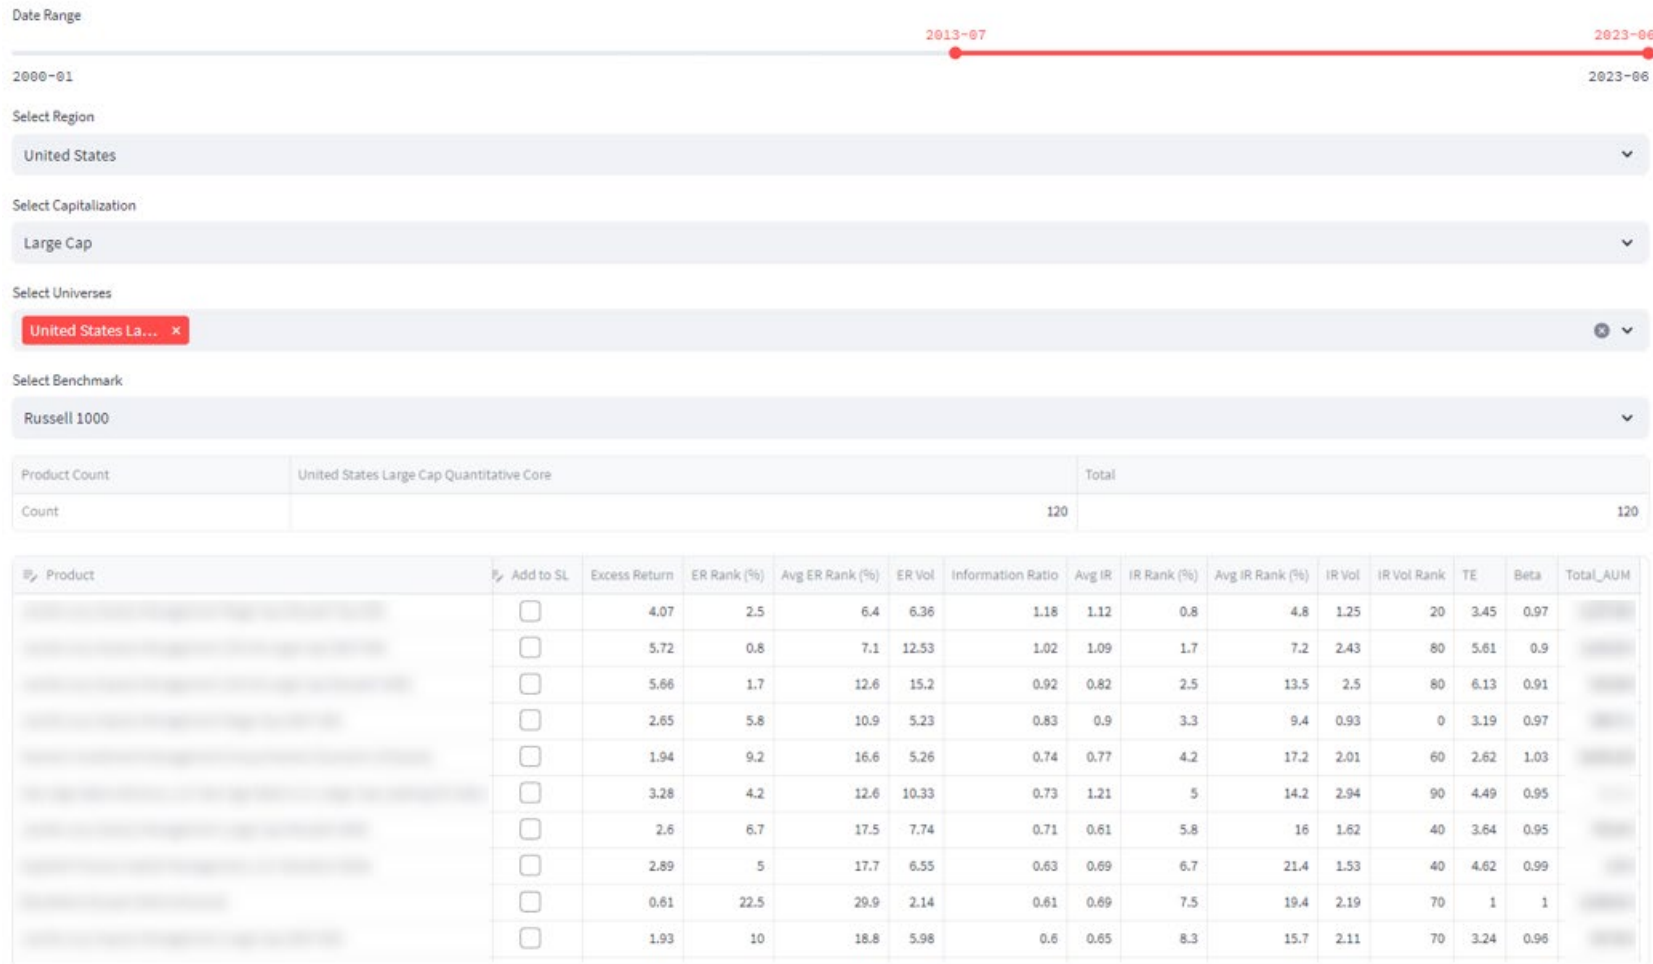 Date Range
2013-07 2023-06
2000-01 2023-06
Select Region
United States
Select Capitalization
Large Cap
Select Universes
United States La... ×
Select Benchmark
Russell 1000
Product Count United States Large Cap Quantitative Core Total
Count 120 120
Product Add to SL Excess Return ER Rank (%) Avg ER Rank (%) ER Vol Information Ratio Avg IR IR Rank (%) Avg IR Rank (%) IR Vol IR Vol Rank TE Beta Total_AUM
4.07 2.5 6.4 6.36 1.18 1.12 0.8 4.8 1.25 20 3.45 0.97
5.72 0.8 7.1 12.53 1.02 1.09 1.7 7.2 2.43 80 5.61 0.9
5.66 1.7 12.6 15.2 0.92 0.82 2.5 13.5 2.5 80 6.13 0.91
2.65 5.8 10.9 5.23 0.83 0.9 3.3 9.4 0.93 0 3.19 0.97
1.94 9.2 16.6 5.26 0.74 0.77 4.2 17.2 2.01 60 2.62 1.03
3.28 4.2 12.6 10.33 0.73 1.21 5 14.2 2.94 90 4.49 0.95
2.6 6.7 17.5 7.74 0.71 0.61 5.8 16 1.62 40 3.64 0.95
2.89 5 17.7 6.55 0.63 0.69 6.7 21.4 1.53 40 4.62 0.99
0.61 22.5 29.9 2.14 0.61 0.69 7.5 19.4 2.19 70 1 1
1.93 10 18.8 5.98 0.6 0.65 8.3 15.7 2.11 70 3.24 0.96